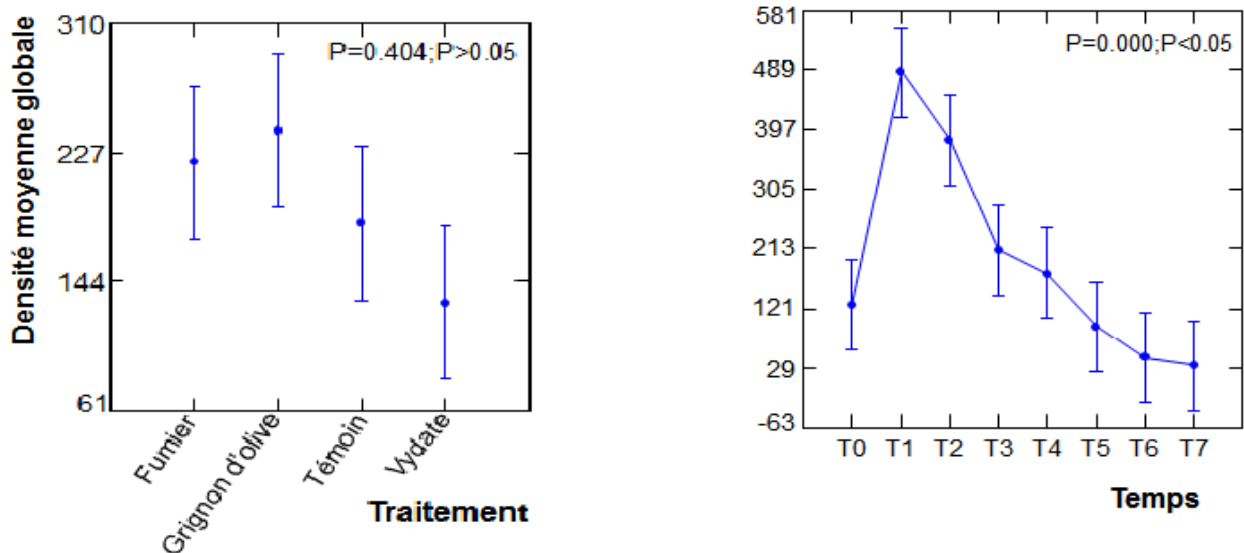 310
227
144
61
Densité moyenne globale
P=0.404;P>0.05
Fumier
Grignon d'olive
Témoin
Vydate
Traitement
581
489
397
305
213
121
29
-63
P=0.000;P<0.05
T0 T1 T2 T3 T4 T5 T6 T7
Temps